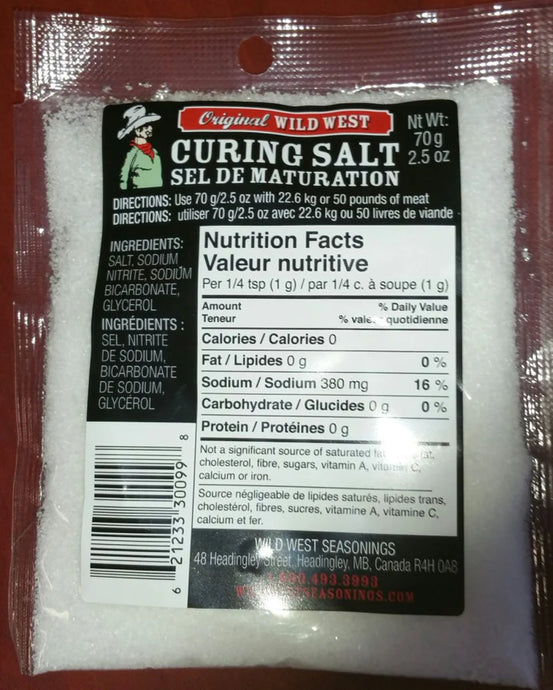 Original WILD WEST
Nt Wt:
70 g
2.5 oz
CURING SALT
SEL DE MATURATION
DIRECTIONS: Use 70 g/2.5 oz with 22.6 kg or 50 pounds of meat
DIRECTIONS: utiliser 70 g/2.5 oz avec 22.6 kg ou 50 livres de viande
INGREDIENTS:
SALT, SODIUM
NITRITE, SODIUM
BICARBONATE,
GLYCEROL
INGRÉDIENTS :
SEL, NITRITE
DE SODIUM,
BICARBONATE
DE SODIUM,
GLYCÉROL
Nutrition Facts
Valeur nutritive
Per 1/4 tsp (1 g) / par 1/4 c. à soupe (1 g)
Amount % Daily Value
Teneur % quotidienne
Calories / Calories 0
Fat / Lipides 0 g 0 %
Sodium / Sodium 380 mg 16 %
Carbohydrate / Glucides 0 g 0 %
Protein / Protéines 0 g
Not a significant source of saturated
cholesterol, fibre, sugars, vitamin A, vitamin C,
calcium or iron.
Source négligeable de lipides saturés, lipides trans,
cholestérol, fibres, sucres, vitamine A, vitamine C,
calcium et fer.
6 21233 30099 8
WILD WEST SEASONINGS
48 Headingley Street, Headingley, MB, Canada R4H 0A8
493.3993